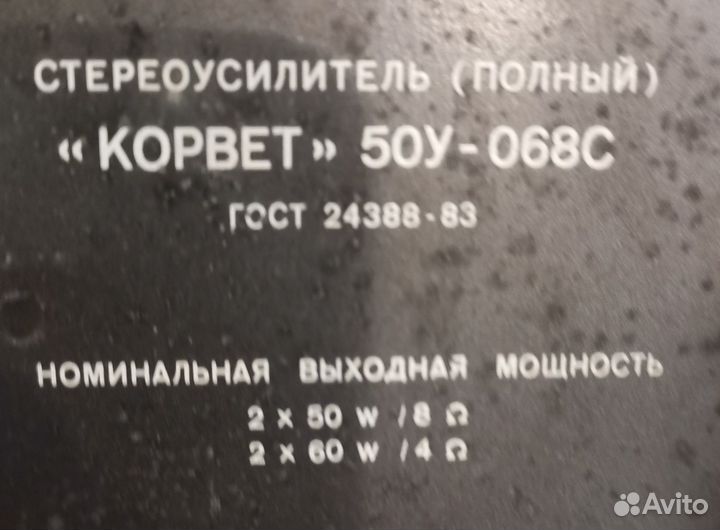 СТЕРЕОУСИЛИТЕЛЬ (ПОЛНЫЙ)
«КОРВЕТ» 50У-068С
ГОСТ 24388-83
НОМИНАЛЬНАЯ ВЫХОДНАЯ МОЩНОСТЬ
2 x 50 W /8 Ω
2 x 60 W /4 Ω
Avito